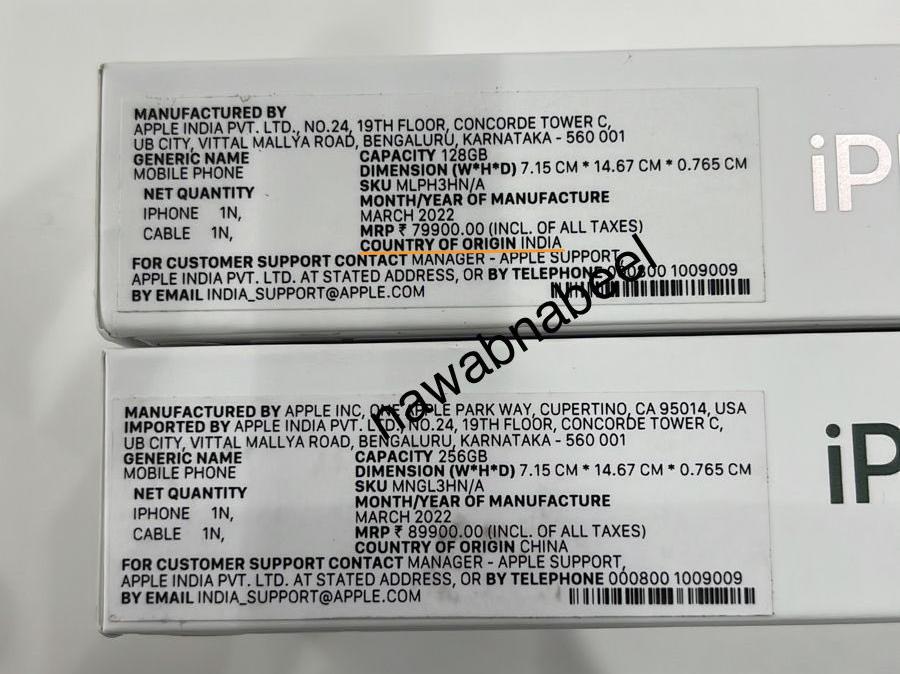 MANUFACTURED BY
APPLE INDIA PVT. LTD., NO.24, 19TH FLOOR, CONCORDE TOWER C,
UB CITY, VITTAL MALLYA ROAD, BENGALURU, KARNATAKA - 560 001
GENERIC NAME
MOBILE PHONE
NET QUANTITY
IPHONE 1N,
CABLE 1N,
CAPACITY 128GB
DIMENSION (W*H*D) 7.15 CM * 14.67 CM * 0.765 CM
SKU MLPH3HN/A
MONTH/YEAR OF MANUFACTURE
MARCH 2022
MRP ₹ 79900.00 (INCL. OF ALL TAXES)
COUNTRY OF ORIGIN INDIA
FOR CUSTOMER SUPPORT CONTACT MANAGER - APPLE SUPPORT,
APPLE INDIA PVT. LTD. AT STATED ADDRESS, OR BY TELEPHONE 000800 1009009
BY EMAIL INDIA_SUPPORT@APPLE.COM
iP
nawabnabeel
MANUFACTURED BY APPLE INC, ONE APPLE PARK WAY, CUPERTINO, CA 95014, USA
IMPORTED BY APPLE INDIA PVT. LTD., NO.24, 19TH FLOOR, CONCORDE TOWER C,
UB CITY, VITTAL MALLYA ROAD, BENGALURU, KARNATAKA - 560 001
GENERIC NAME
MOBILE PHONE
NET QUANTITY
IPHONE 1N,
CABLE 1N,
CAPACITY 256GB
DIMENSION (W*H*D) 7.15 CM * 14.67 CM * 0.765 CM
SKU MNGL3HN/A
MONTH/YEAR OF MANUFACTURE
MARCH 2022
MRP ₹ 89900.00 (INCL. OF ALL TAXES)
COUNTRY OF ORIGIN CHINA
FOR CUSTOMER SUPPORT CONTACT MANAGER - APPLE SUPPORT,
APPLE INDIA PVT. LTD. AT STATED ADDRESS, OR BY TELEPHONE 000800 1009009
BY EMAIL INDIA_SUPPORT@APPLE.COM
iP